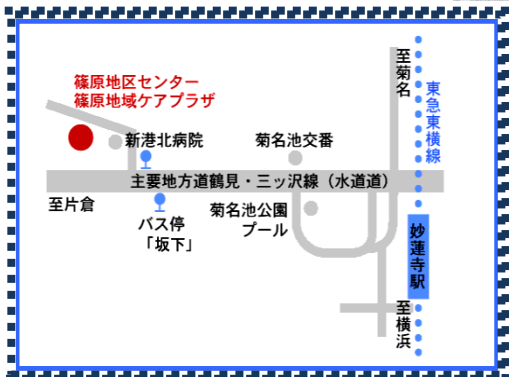 篠原地区センター
篠原地域ケアプラザ
新港北病院
菊名池交番
至菊名
東急東横線
主要地方道鶴見・三ッ沢線（水道道）
至片倉
バス停
「坂下」
菊名池公園
プール
妙蓮寺駅
至横浜